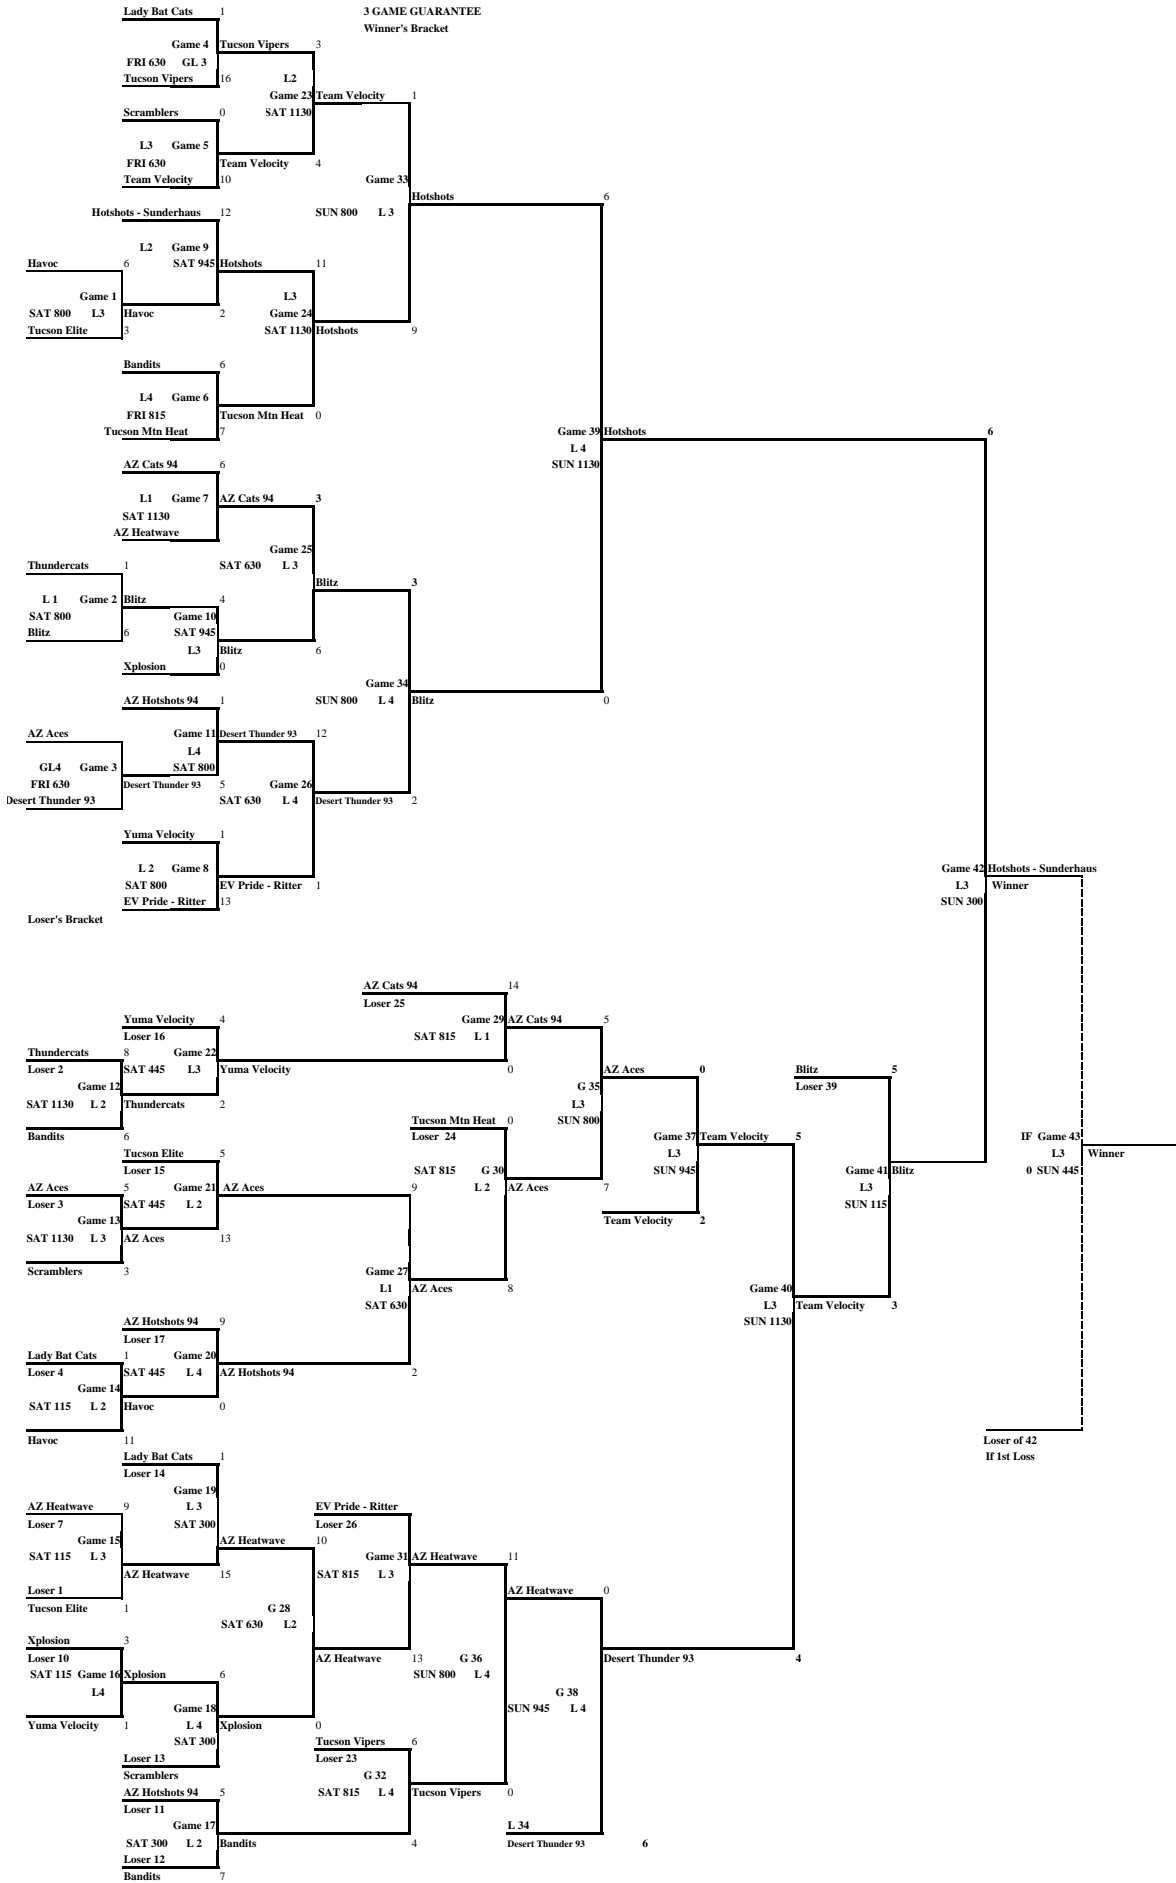 Lady Bat Cats 1 3 GAME GUARANTEE
Winner's Bracket
Game 4 Tucson Vipers 3
FRI 630 GL 3
Tucson Vipers 16 L2
Game 23 Team Velocity 1
Scramblers 0 SAT 1130
L3 Game 5
FRI 630 Team Velocity 4
Team Velocity 10 Game 33
Hotshots 6
Hotshots - Sunderhaus 12 SUN 800 L 3
L2 Game 9
Havoc 6 SAT 945 Hotshots 11
Game 1 L3
SAT 800 L3 Havoc 2 Game 24
Tucson Elite 3 SAT 1130 Hotshots 9
Bandits 6
L4 Game 6
FRI 815 Tucson Mtn Heat 0
Tucson Mtn Heat 7 Game 39 Hotshots 6
L 4
AZ Cats 94 6 SUN 1130
L1 Game 7 AZ Cats 94 3
SAT 1130
AZ Heatwave
Game 25
Thundercats 1 SAT 630 L 3
Blitz 3
L 1 Game 2 Blitz 4
SAT 800 Game 10
Blitz 6 SAT 945
L3 Blitz 6
Xplosion 0
Game 34
AZ Hotshots 94 1 SUN 800 L 4 Blitz 0
AZ Aces Game 11 Desert Thunder 93 12
L4
GL4 Game 3 SAT 800
FRI 630 Desert Thunder 93 5 Game 26
Desert Thunder 93 SAT 630 L 4 Desert Thunder 93 2
Yuma Velocity 1
L 2 Game 8 Game 42 Hotshots - Sunderhaus
SAT 800 EV Pride - Ritter 1 L3 Winner
EV Pride - Ritter 13 SUN 300
Loser's Bracket
AZ Cats 94 14
Loser 25
Yuma Velocity 4 Game 29 AZ Cats 94 5
Loser 16 SAT 815 L 1
Thundercats 8 Game 22
Loser 2 SAT 445 L3 Yuma Velocity 0 AZ Aces 0 Blitz 5
Game 12 G 35 Loser 39
SAT 1130 L 2 Thundercats 2 L3
Tucson Mtn Heat 0 SUN 800
Bandits 6 Loser 24 Game 37 Team Velocity 5 IF Game 43
Tucson Elite 5 L3 L3 Winner
Loser 15 SAT 815 G 30 SUN 945 Game 41 Blitz 0 SUN 445
AZ Aces 5 Game 21 AZ Aces 9 L 2 AZ Aces 7 L3
Loser 3 SAT 445 L 2 SUN 115
Game 13 Team Velocity 2
SAT 1130 L 3 AZ Aces 13
Scramblers 3 Game 27
L1 AZ Aces 8 Game 40
SAT 630 L3 Team Velocity 3
AZ Hotshots 94 9 SUN 1130
Loser 17
Lady Bat Cats 1 Game 20
Loser 4 SAT 445 L 4 AZ Hotshots 94 2
Game 14
SAT 115 L 2 Havoc 0
Havoc 11 Loser of 42
Lady Bat Cats 1 If 1st Loss
Loser 14
Game 19
AZ Heatwave 9 L 3 EV Pride - Ritter
Loser 7 SAT 300 Loser 26
Game 15 AZ Heatwave 10
SAT 115 L 3 Game 31 AZ Heatwave 11
AZ Heatwave 15 SAT 815 L 3
Loser 1 AZ Heatwave 0
Tucson Elite 1 G 28
SAT 630 L2
Xplosion 3
Loser 10 AZ Heatwave 13 G 36 Desert Thunder 93 4
SAT 115 Game 16 Xplosion 6 SUN 800 L 4
L4 G 38
Game 18 SUN 945 L 4
Yuma Velocity 1 L 4 Xplosion 0
SAT 300 Tucson Vipers 6
Loser 13 Loser 23
Scramblers G 32
AZ Hotshots 94 5 SAT 815 L 4 Tucson Vipers 0
Loser 11
Game 17 L 34
SAT 300 L 2 Bandits 4 Desert Thunder 93 6
Loser 12
Bandits 7